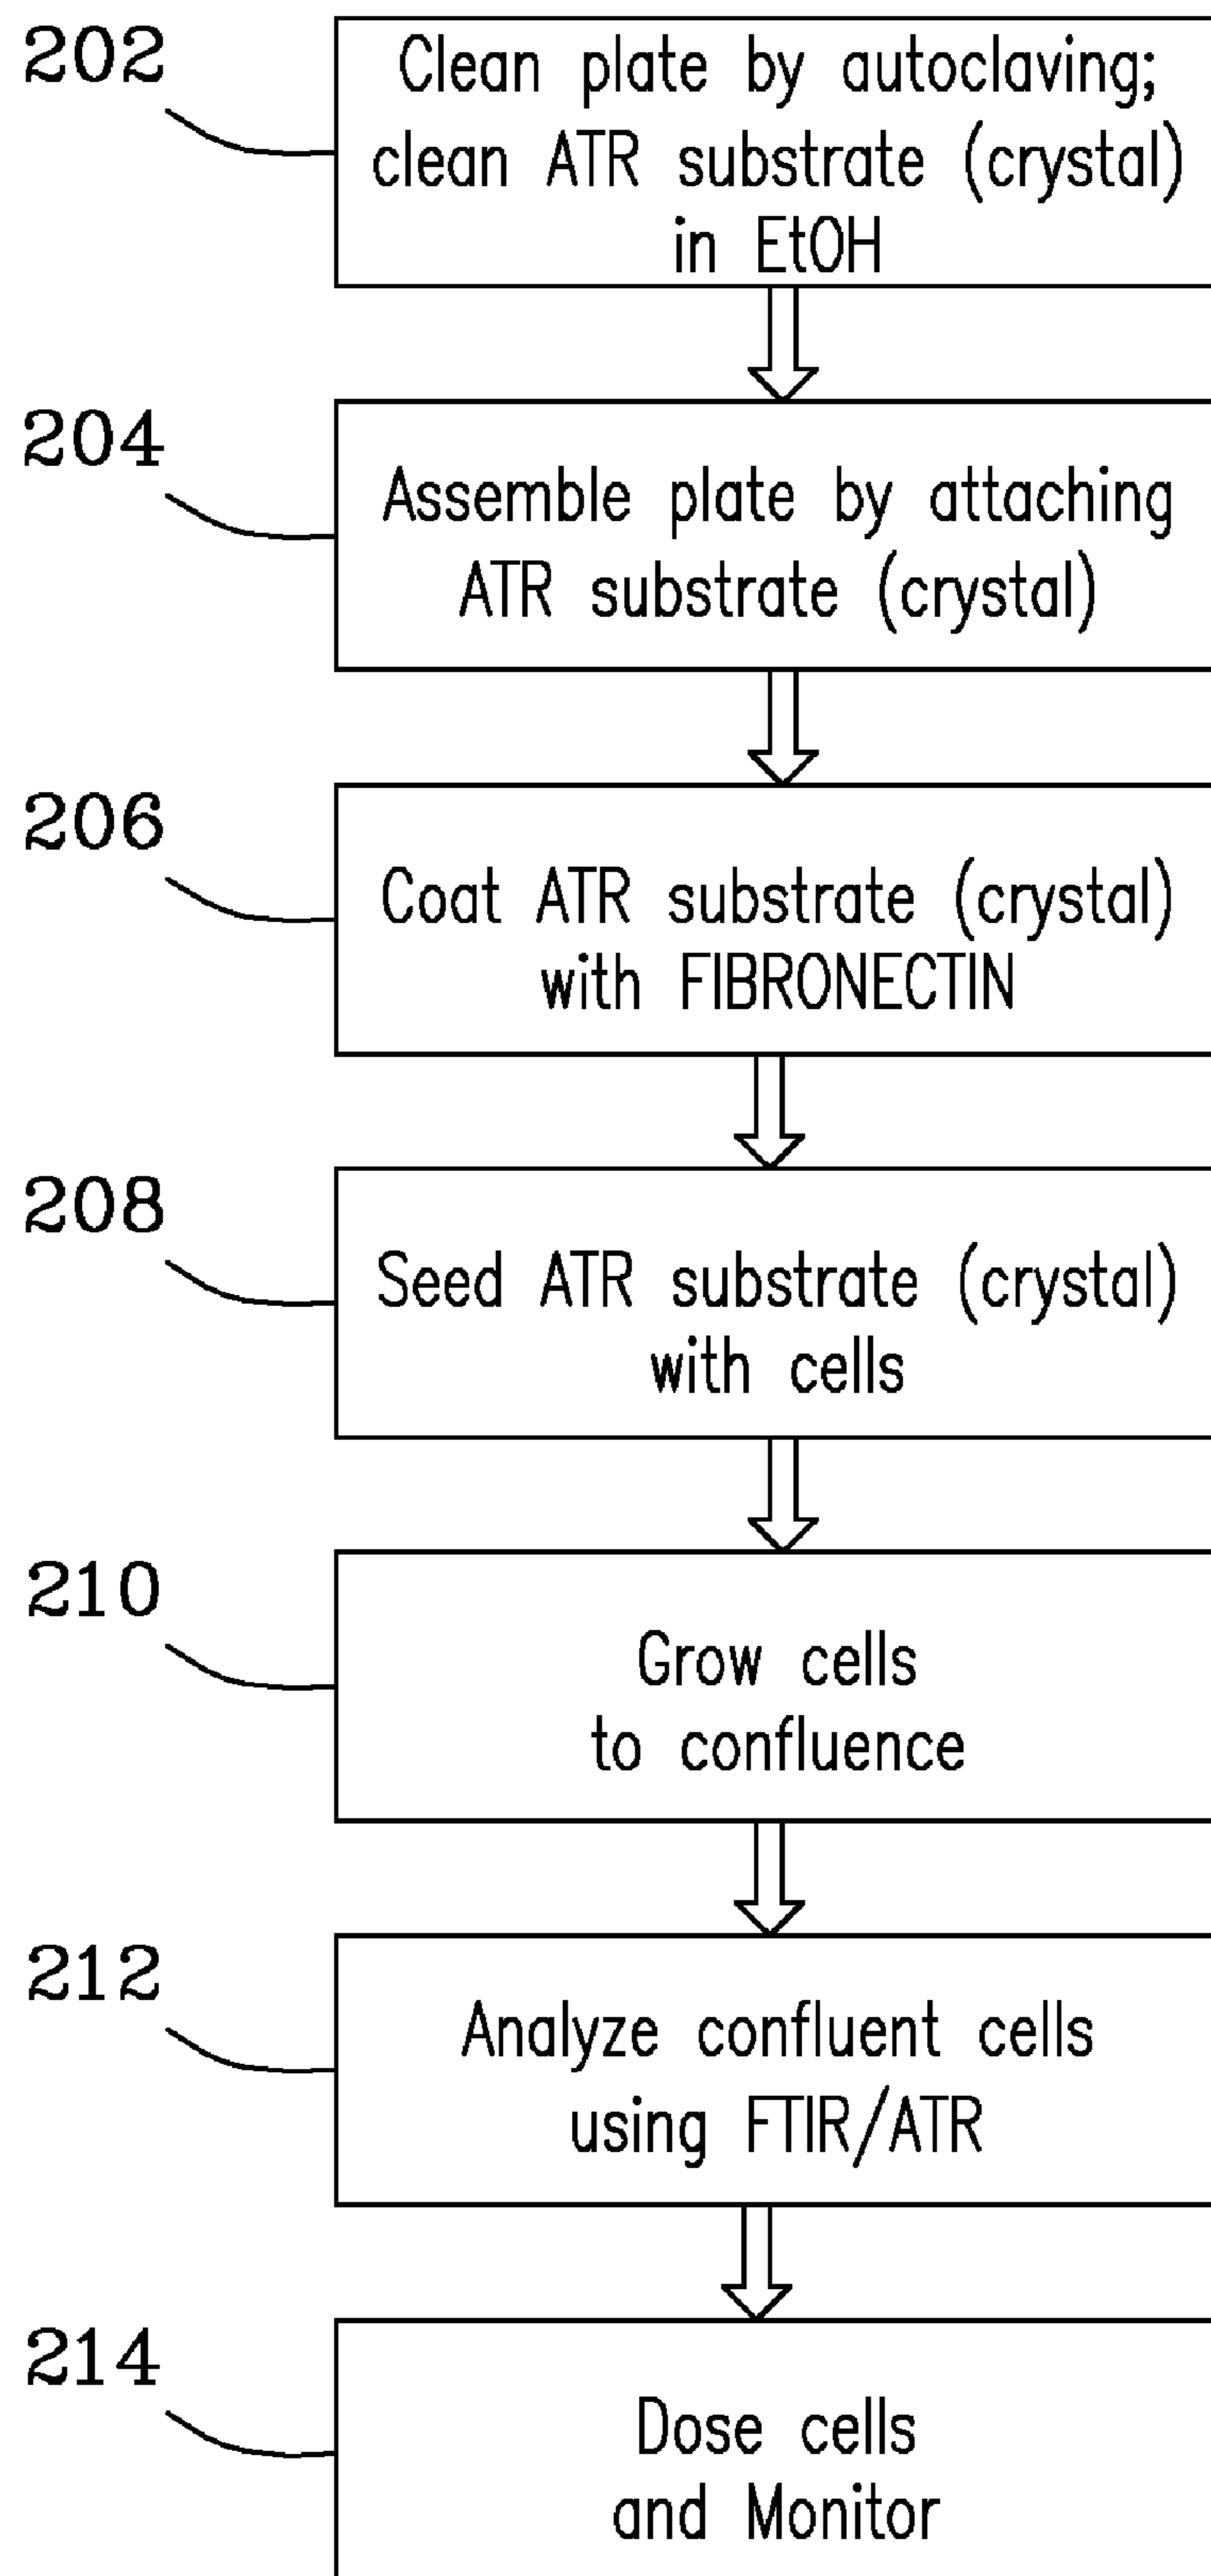 202
Clean plate by autoclaving;
clean ATR substrate (crystal)
in EtOH
204
Assemble plate by attaching
ATR substrate (crystal)
206
Coat ATR substrate (crystal)
with FIBRONECTIN
208
Seed ATR substrate (crystal)
with cells
210
Grow cells
to confluence
212
Analyze confluent cells
using FTIR/ATR
214
Dose cells
and Monitor